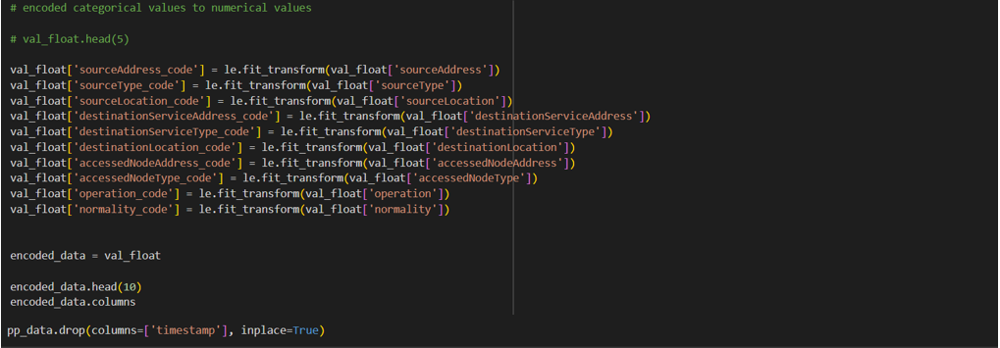 # encoded categorical values to numerical values
# val_float.head(5)
val_float['sourceAddress_code'] = le.fit_transform(val_float['sourceAddress'])
val_float['sourceType_code'] = le.fit_transform(val_float['sourceType'])
val_float['sourceLocation_code'] = le.fit_transform(val_float['sourceLocation'])
val_float['destinationServiceAddress_code'] = le.fit_transform(val_float['destinationServiceAddress'])
val_float['destinationServiceType_code'] = le.fit_transform(val_float['destinationServiceType'])
val_float['destinationLocation_code'] = le.fit_transform(val_float['destinationLocation'])
val_float['accessedNodeAddress_code'] = le.fit_transform(val_float['accessedNodeAddress'])
val_float['accessedNodeType_code'] = le.fit_transform(val_float['accessedNodeType'])
val_float['operation_code'] = le.fit_transform(val_float['operation'])
val_float['normality_code'] = le.fit_transform(val_float['normality'])
encoded_data = val_float
encoded_data.head(10)
encoded_data.columns
pp_data.drop(columns=['timestamp'], inplace=True)